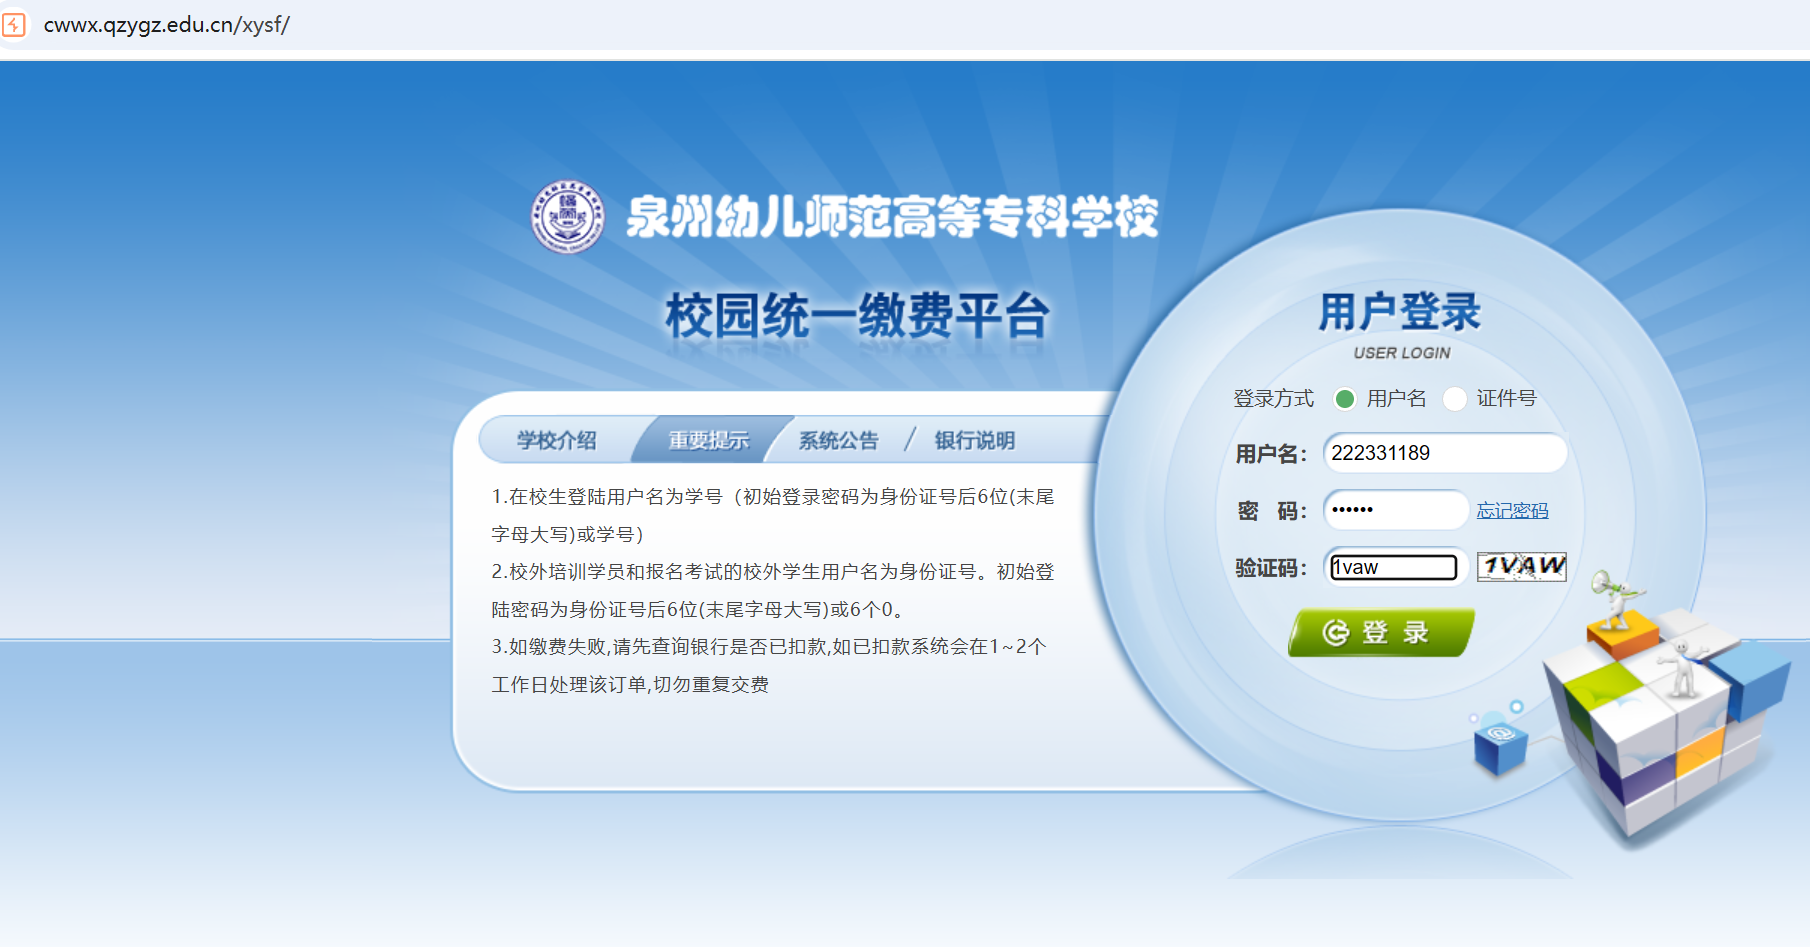 cwwx.qzygz.edu.cn/xysf/
泉州幼儿师范高等专科学校
校园统一缴费平台
学校介绍
重要提示
系统公告
银行说明
1.在校生登陆用户名为学号（初始登录密码为身份证号后6位(末尾
字母大写)或学号）
2.校外培训学员和报名考试的校外学生用户名为身份证号。初始登
陆密码为身份证号后6位(末尾字母大写)或6个0。
3.如缴费失败,请先查询银行是否已扣款,如已扣款系统会在1~2个
工作日处理该订单,切勿重复交费
用户登录
USER LOGIN
登录方式 用户名 证件号
用户名： 222331189
密 码： •••••• 忘记密码
验证码： 1vaw 1VAW
登 录
@